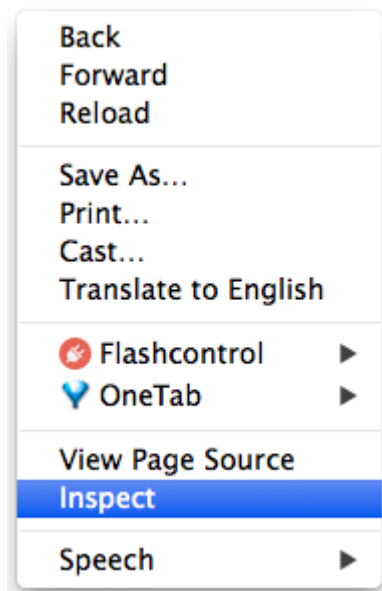 Back
Forward
Reload
Save As...
Print...
Cast...
Translate to English
Flashcontrol
OneTab
View Page Source
Inspect
Speech